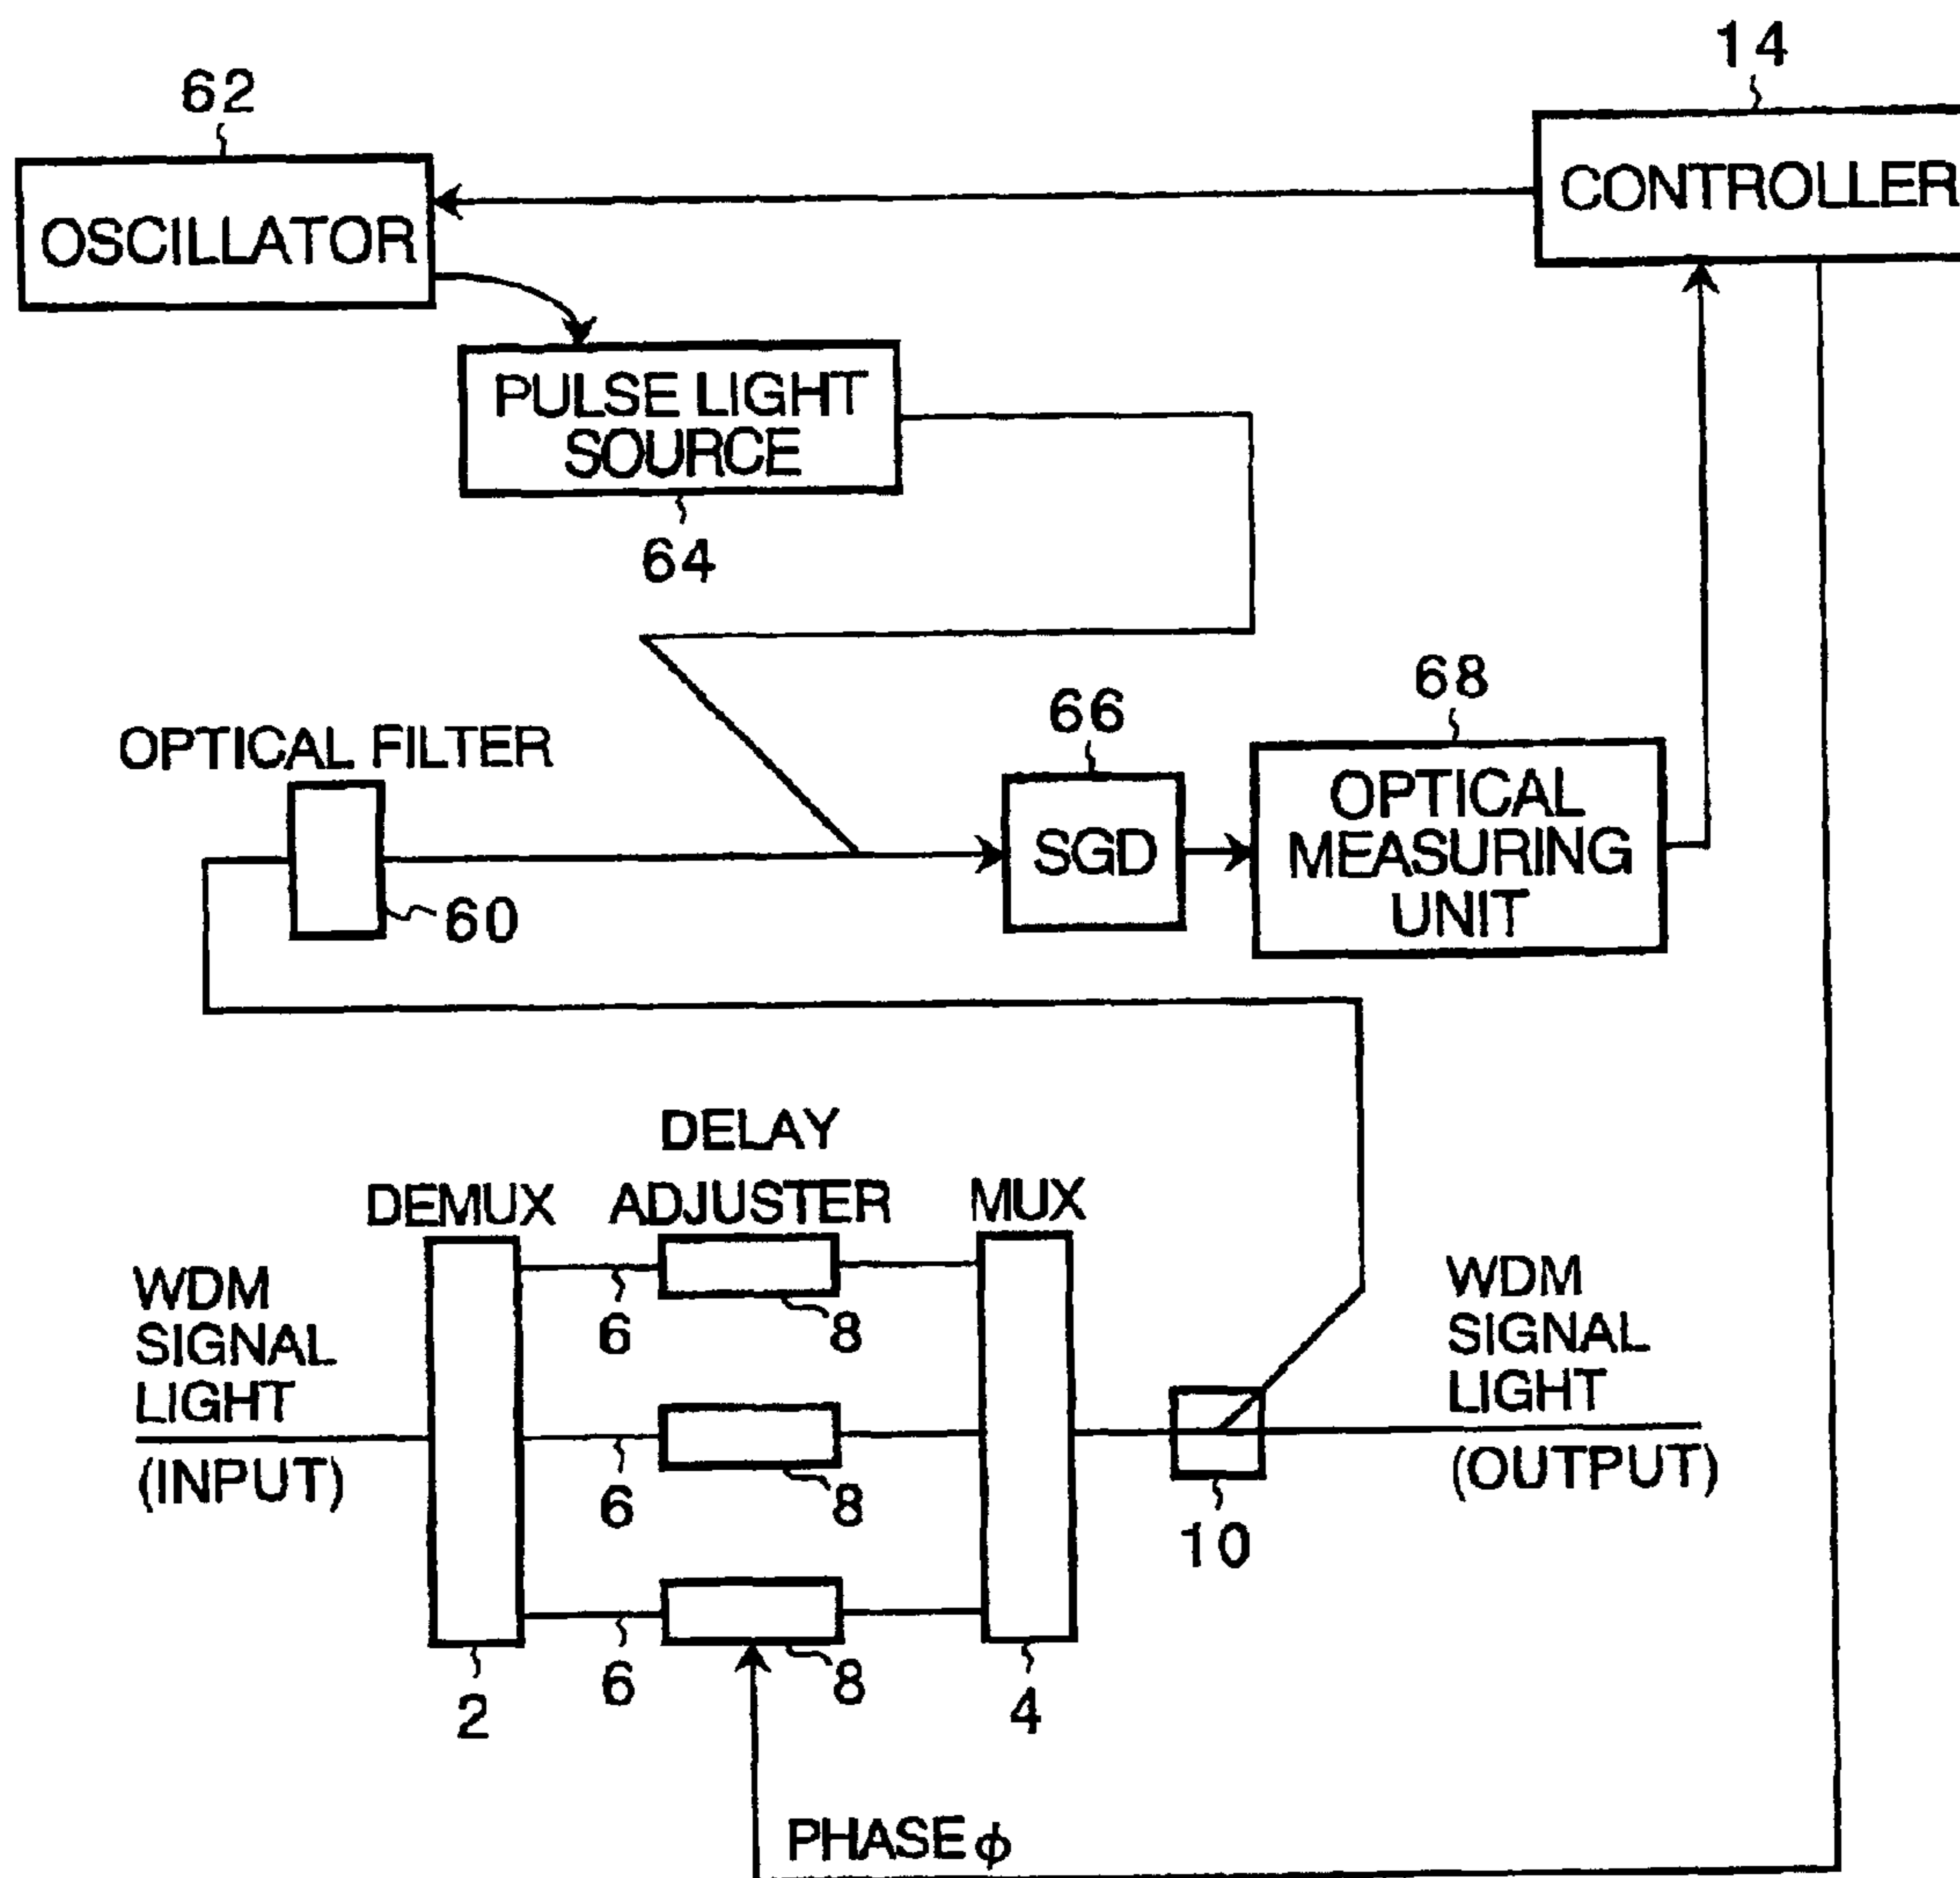 14
62
CONTROLLER
OSCILLATOR
PULSE LIGHT
SOURCE
64
68
66
OPTICAL FILTER
OPTICAL
MEASURING
UNIT
SGD
60
DELAY
ADJUSTER
DEMUX
MUX
WDM
SIGNAL
LIGHT
(INPUT)
6
8
6
8
6
8
WDM
SIGNAL
LIGHT
(OUTPUT)
10
2
4
PHASE ϕ